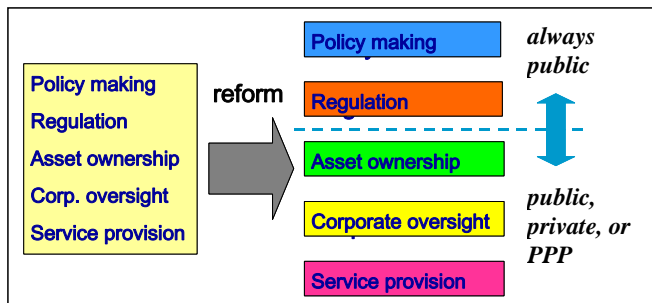 Policy making
Regulation
Asset ownership
Corp. oversight
Service provision
reform
Policy making
Regulation
Asset ownership
Corporate oversight
Service provision
always
public
public,
private, or
PPP